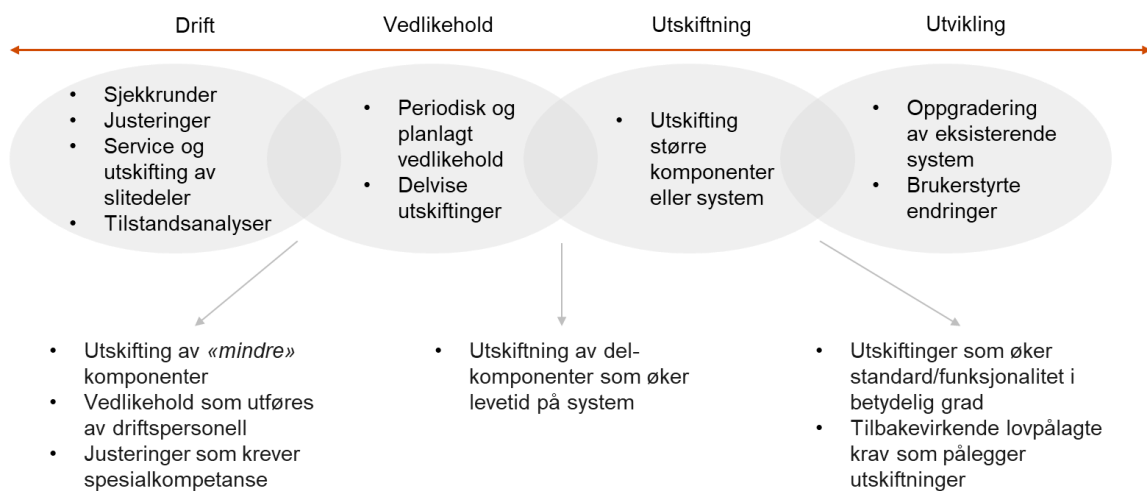 Drift
Vedlikehold
Utskiftning
Utvikling
• Sjekkrunder
• Justeringer
• Service og
utskifting av
slitedeler
• Tilstandsanalyser
• Periodisk og
planlagt
vedlikehold
• Delvise
utskiftinger
• Utskifting
større
komponenter
eller system
• Oppgradering
av eksisterende
system
• Brukerstyrte
endringer
• Utskifting av «mindre»
komponenter
• Vedlikehold som utføres
av driftspersonell
• Justeringer som krever
spesialkompetanse
• Utskiftning av del-
komponenter som øker
levetid på system
• Utskiftinger som øker
standard/funksjonalitet i
betydelig grad
• Tilbakevirkende lovpålagte
krav som pålegger
utskiftninger